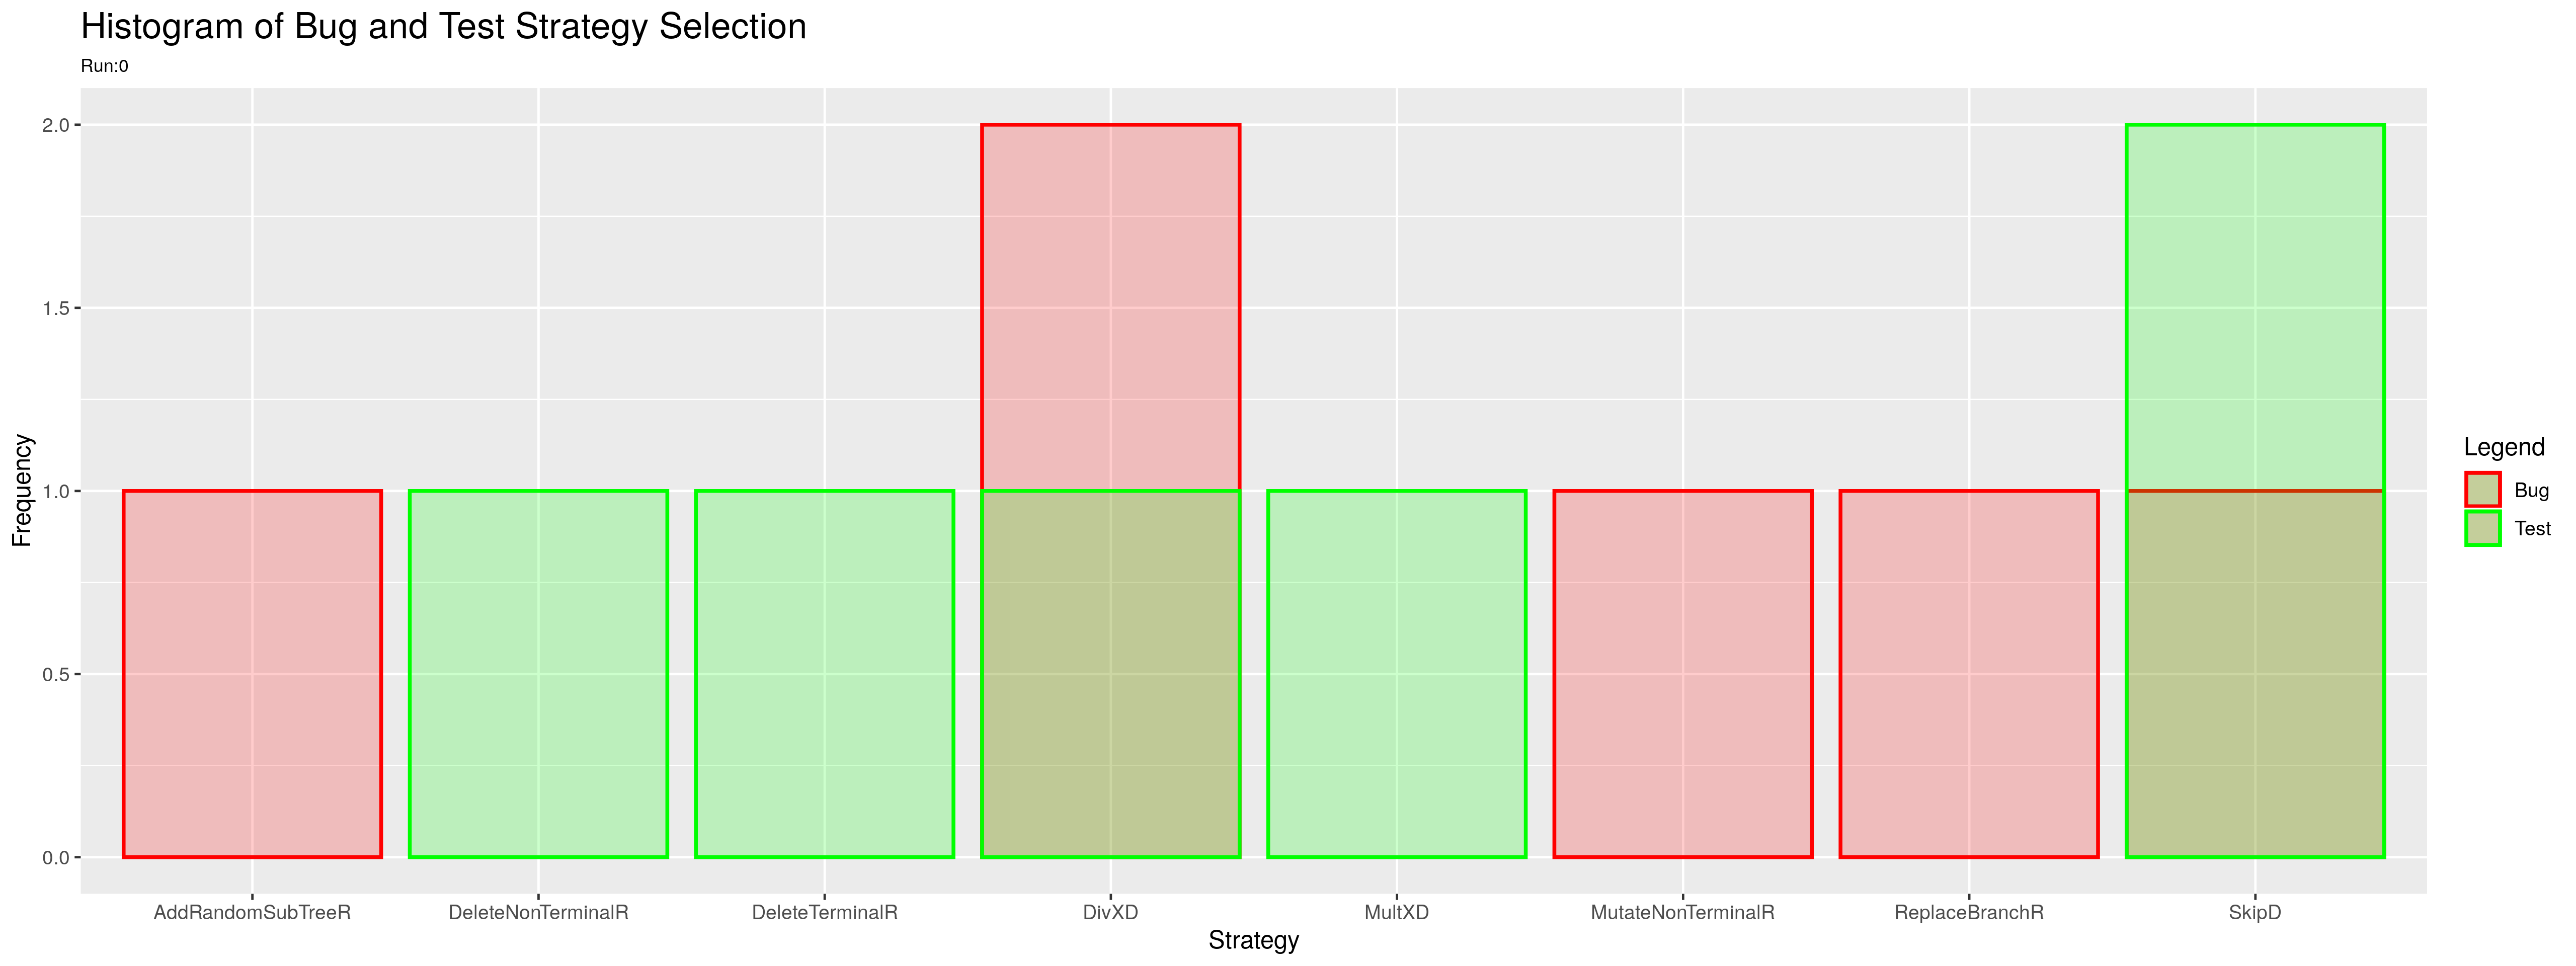 Histogram of Bug and Test Strategy Selection
Run:0
Frequency
2.0
1.5
1.0
0.5
0.0
AddRandomSubTreeR
DeleteNonTerminalR
DeleteTerminalR
DivXD
MultXD
MutateNonTerminalR
ReplaceBranchR
SkipD
Strategy
Legend
Bug
Test